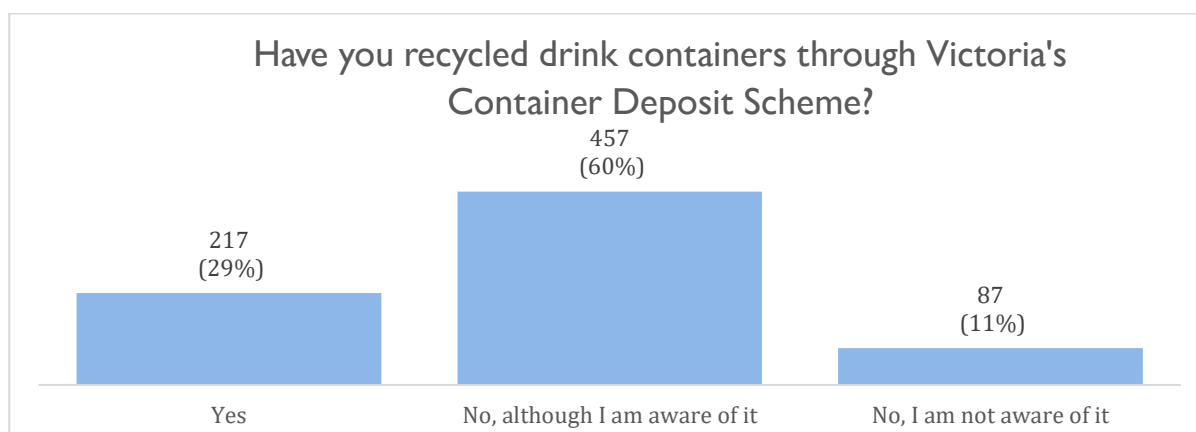 Have you recycled drink containers through Victoria's
Container Deposit Scheme?
457
(60%)
217
(29%)
87
(11%)
Yes
No, although I am aware of it
No, I am not aware of it